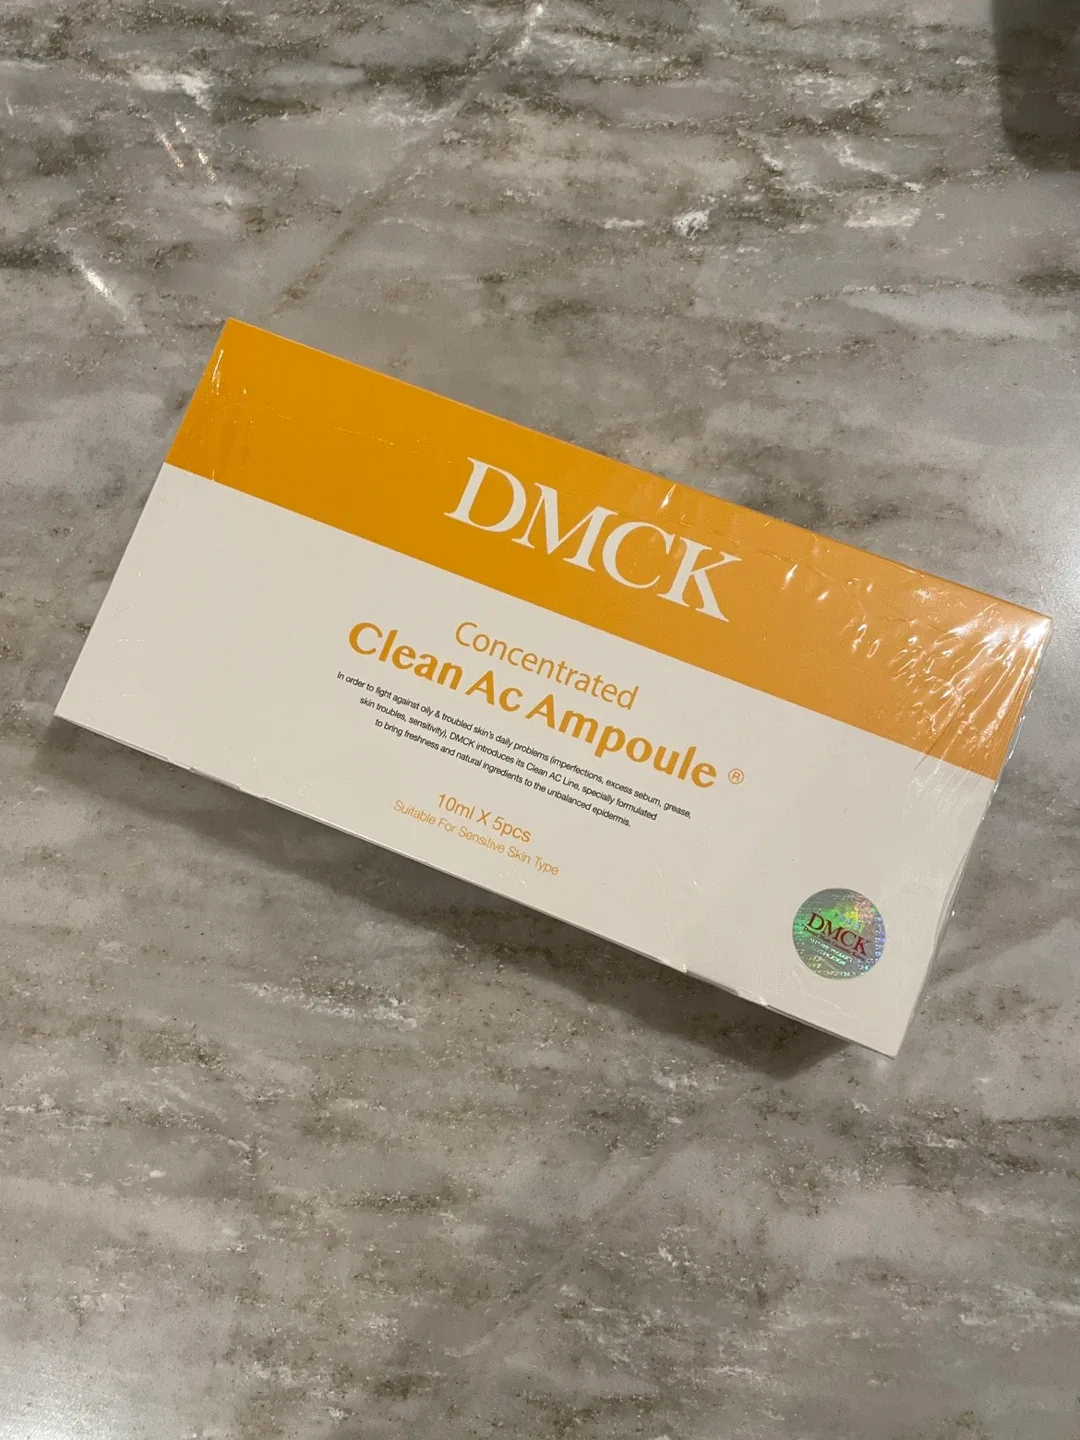 DMCK
Concentrated
Clean Ac Ampoule ®
In order to fight against oily & troubled skin's daily problems (imperfections, excess sebum, grease,
skin troubles, sensitivity), DMCK introduces its Clean AC Line, specially formulated
to bring freshness and natural ingredients to the unbalanced epidermis.
10ml X 5pcs
Suitable For Sensitive Skin Type
DMCK